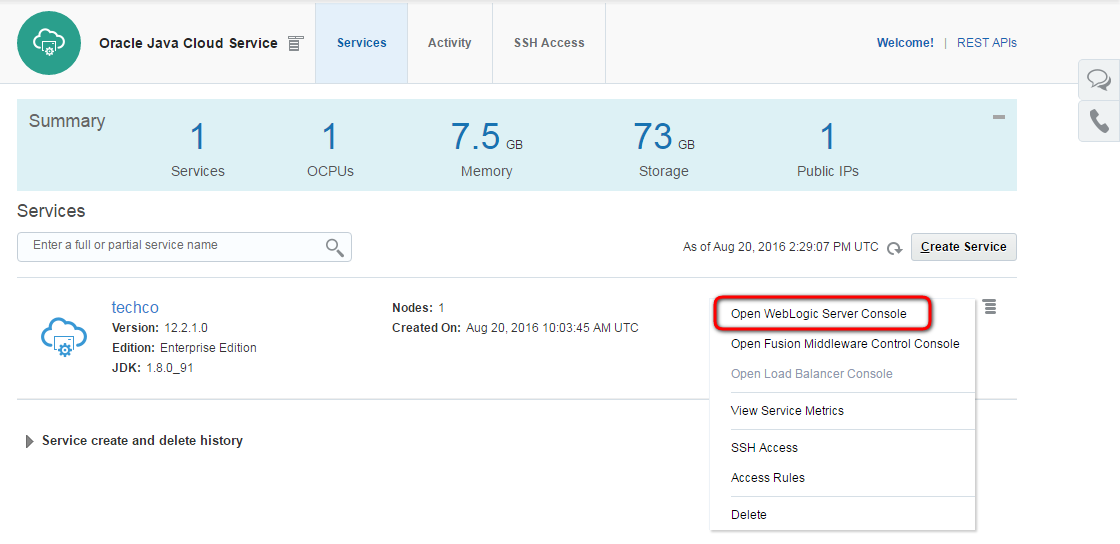 Oracle Java Cloud Service
Services
Activity
SSH Access
Welcome! | REST APIs
Summary
1
Services
1
OCPUs
7.5 GB
Memory
73 GB
Storage
1
Public IPs
Services
Enter a full or partial service name
As of Aug 20, 2016 2:29:07 PM UTC
Create Service
techco
Version: 12.2.1.0
Edition: Enterprise Edition
JDK: 1.8.0_91
Nodes: 1
Created On: Aug 20, 2016 10:03:45 AM UTC
Open WebLogic Server Console
Open Fusion Middleware Control Console
Open Load Balancer Console
View Service Metrics
SSH Access
Access Rules
Delete
Service create and delete history